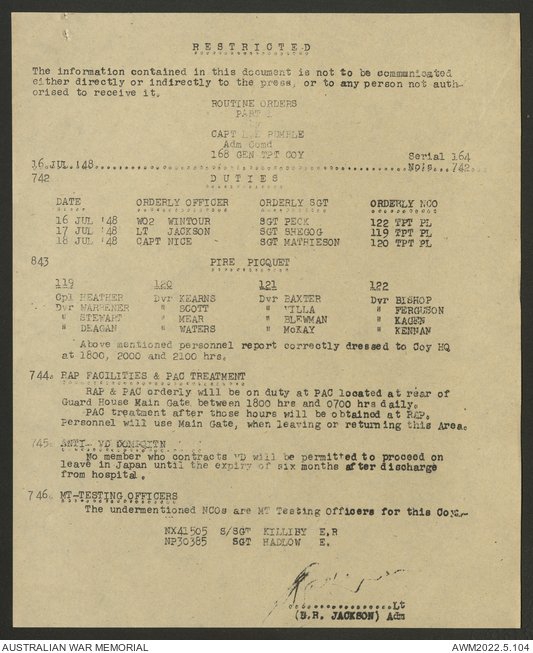 RESTRICTED
The information contained in this document is not to be communicated
either directly or indirectly to the press, or to any person not auth-
orised to receive it.
ROUTINE ORDERS
PART
CAPT RUMBLE
Adm Comd
168 GEN TPT COY
Serial 164
16 JUL '48 No's 742
742 DUTIES
DATE ORDERLY OFFICER ORDERLY SGT ORDERLY NCO
16 JUL '48 WO2 WINTOUR SGT PECK 122 TPT PL
17 JUL '48 LT JACKSON SGT SHEGOG 119 TPT PL
18 JUL '48 CAPT NICE SGT MATHIESON 120 TPT PL
843 FIRE PICQUET
119 120 121 122
Cpl HEATHER Dvr KEARNS Dvr BAXTER Dvr BISHOP
Dvr WARRENER " SCOTT " VILLA " FERGUSON
" STEWART " MEAR " BLEWMAN " KAGEN
" DEAGAN " WATERS " McKAY " KENNAN
Above mentioned personnel report correctly dressed to Coy HQ
at 1800, 2000 and 2100 hrs.
744. RAP FACILITIES & PAC TREATMENT
RAP & PAC orderly will be on duty at PAC located at rear of
Guard House Main Gate between 1800 hrs and 0700 hrs daily.
PAC treatment after those hours will be obtained at RAP.
Personnel will use Main Gate, when leaving or returning this Area.
745. ANTI- VD
No member who contracts VD will be permitted to proceed on
leave in Japan until the expiry of six months after discharge
from hospital.
746. MT-TESTING OFFICERS
The undermentioned NCOs are MT Testing Officers for this Coy.-
NX41505 S/SGT KILLIBY E,R
NP30385 SGT HADLOW E.
Lt
(B.R. JACKSON) Adm
AUSTRALIAN WAR MEMORIAL AWM2022.5.104